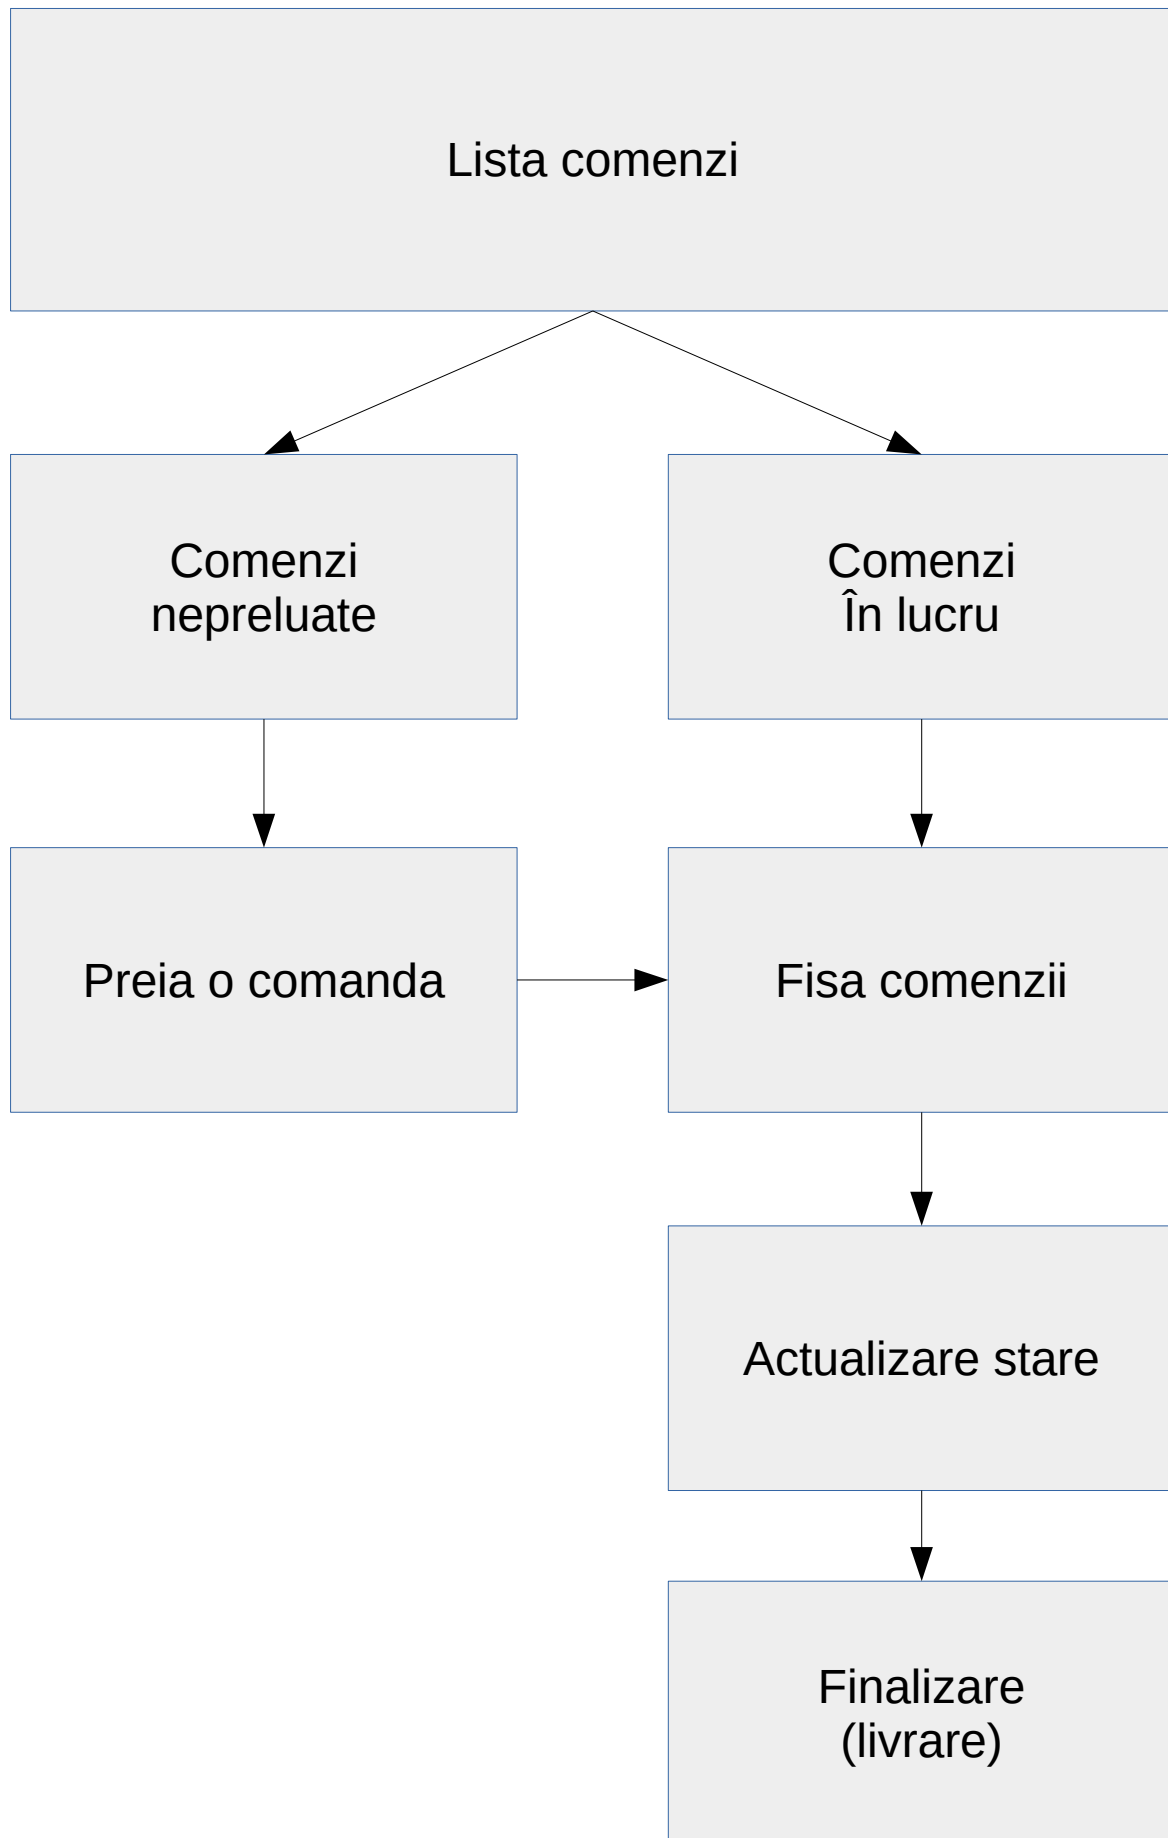 Lista comenzi
Comenzi
nepreluate
Comenzi
În lucru
Preia o comanda
Fisa comenzii
Actualizare stare
Finalizare
(livrare)